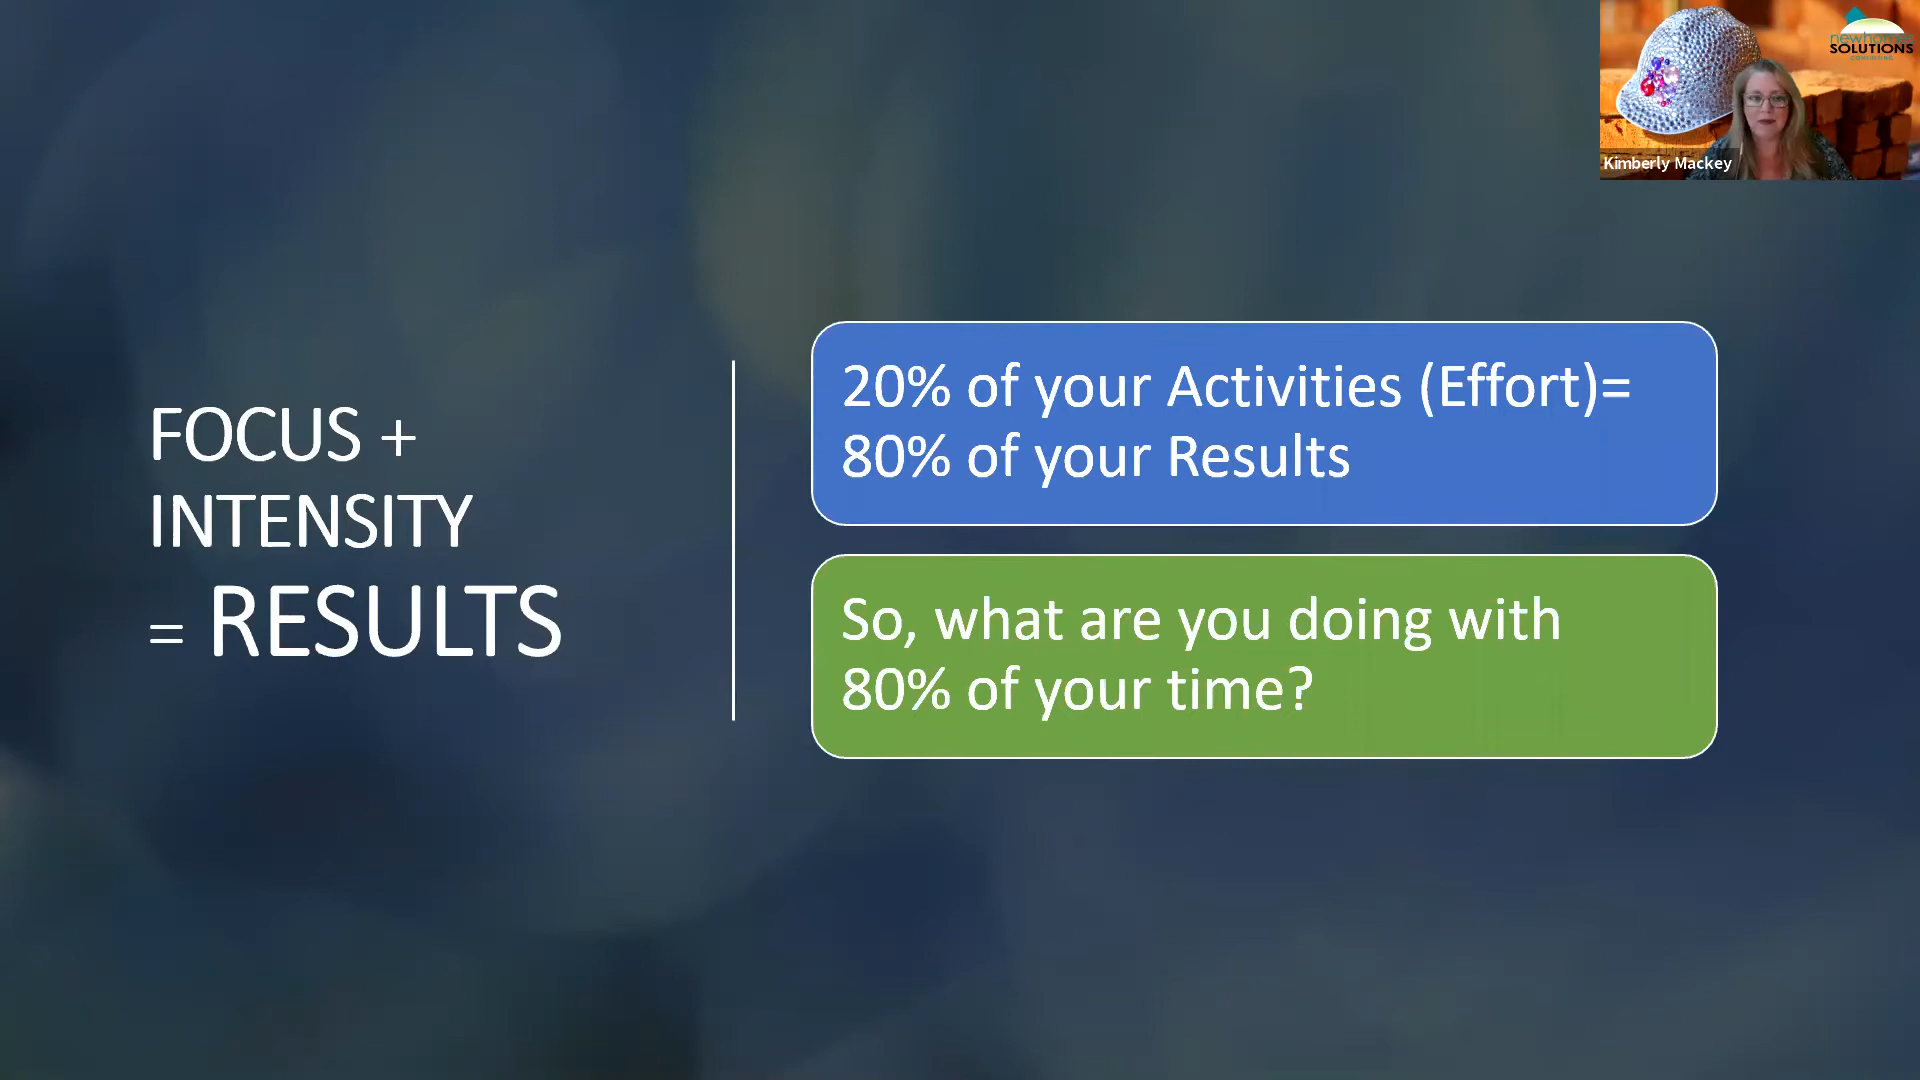 FOCUS +
INTENSITY
= RESULTS
20% of your Activities (Effort)=
80% of your Results
So, what are you doing with
80% of your time?
newhomes
SOLUTIONS
Kimberly Mackey